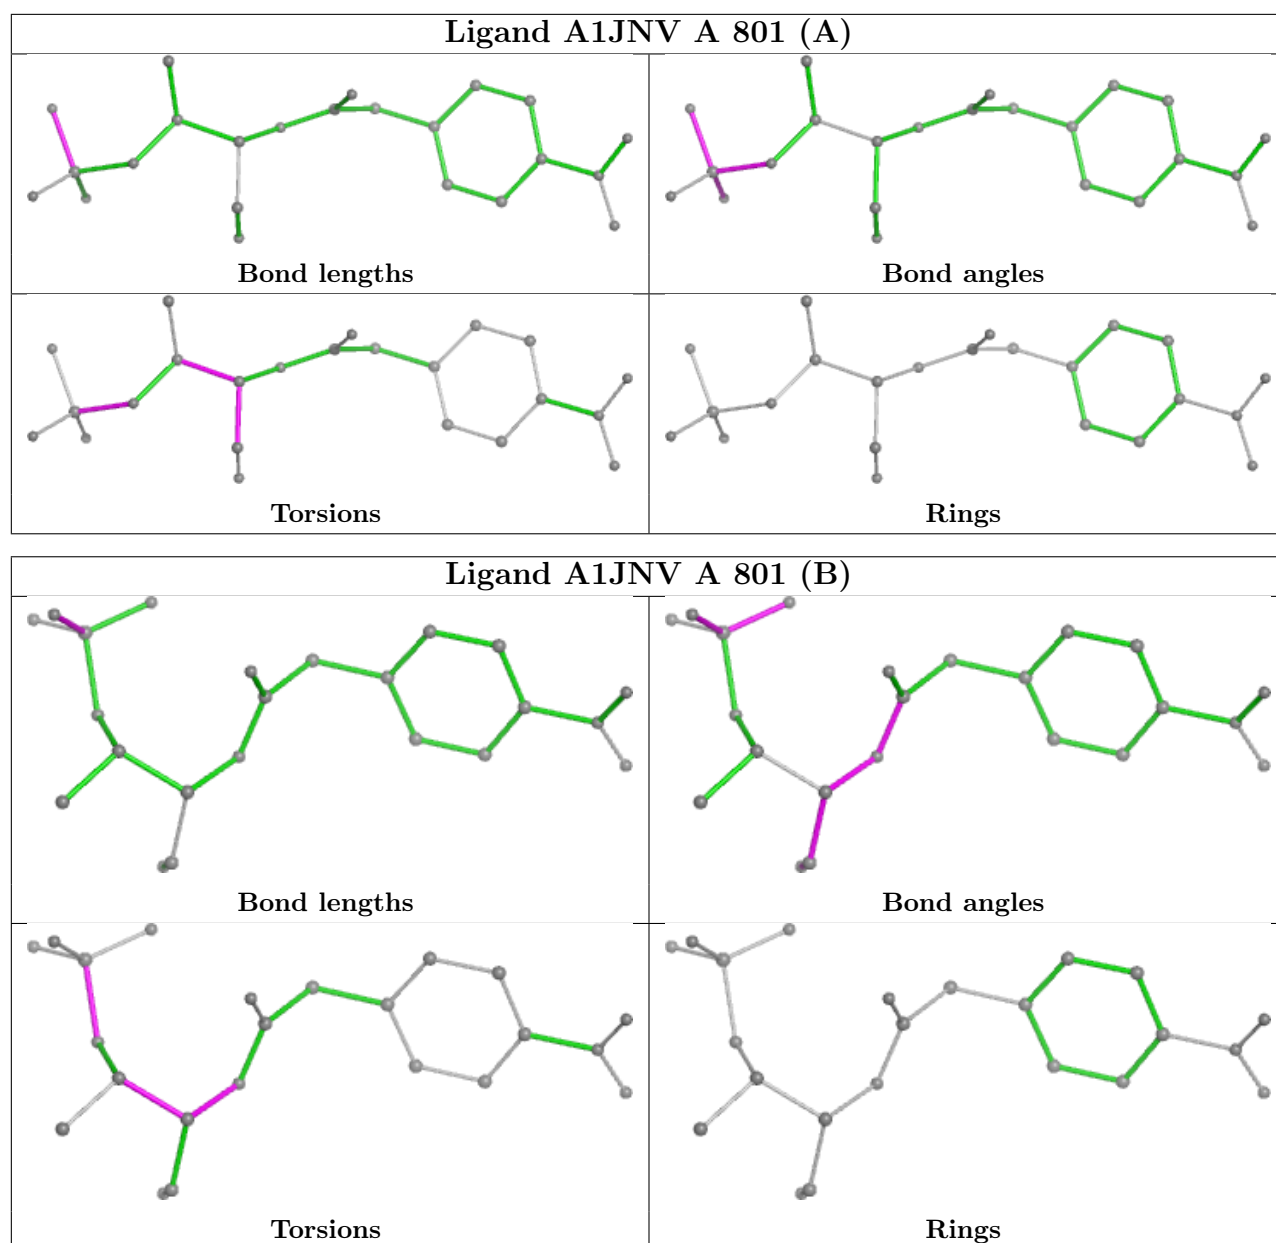 Ligand A1JNV A 801 (A)
Bond lengths
Bond angles
Torsions
Rings
Ligand A1JNV A 801 (B)
Bond lengths
Bond angles
Torsions
Rings